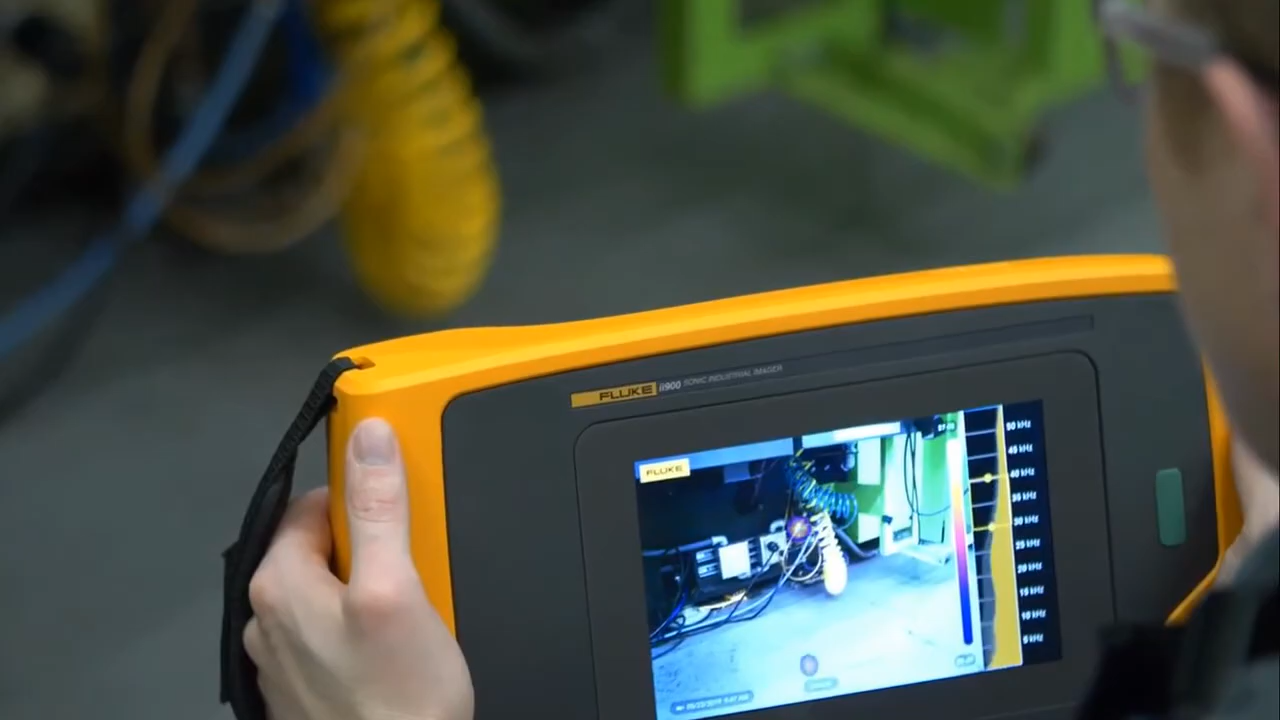 FLUKE ii900 SONIC INDUSTRIAL IMAGER
FLUKE
50 kHz
45 kHz
40 kHz
35 kHz
30 kHz
25 kHz
20 kHz
15 kHz
10 kHz
5 kHz